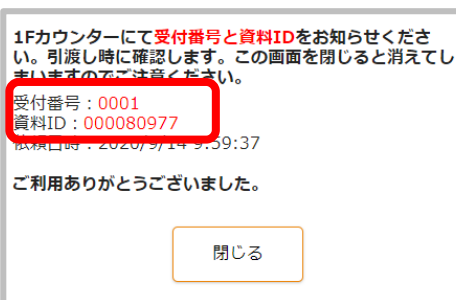 1Fカウンターにて受付番号と資料IDをお知らせくださ
い。引渡し時に確認します。この画面を閉じると消えてし
まいますのでご注意ください。
受付番号：0001
資料ID：000080977
依頼日時：2020/9/14 9:59:37
ご利用ありがとうございました。
閉じる